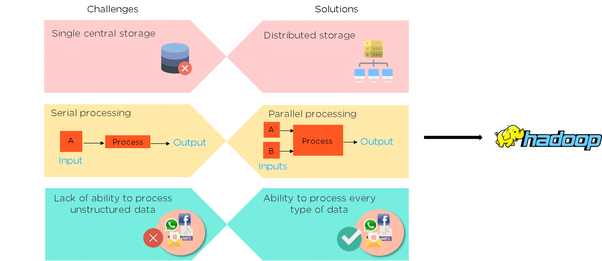 Challenges
Solutions
Single central storage
Distributed storage
Serial processing
A
Process
Output
Input
Parallel processing
A
B
Process
Output
Inputs
hadoop
Lack of ability to process
unstructured data
Ability to process every
type of data